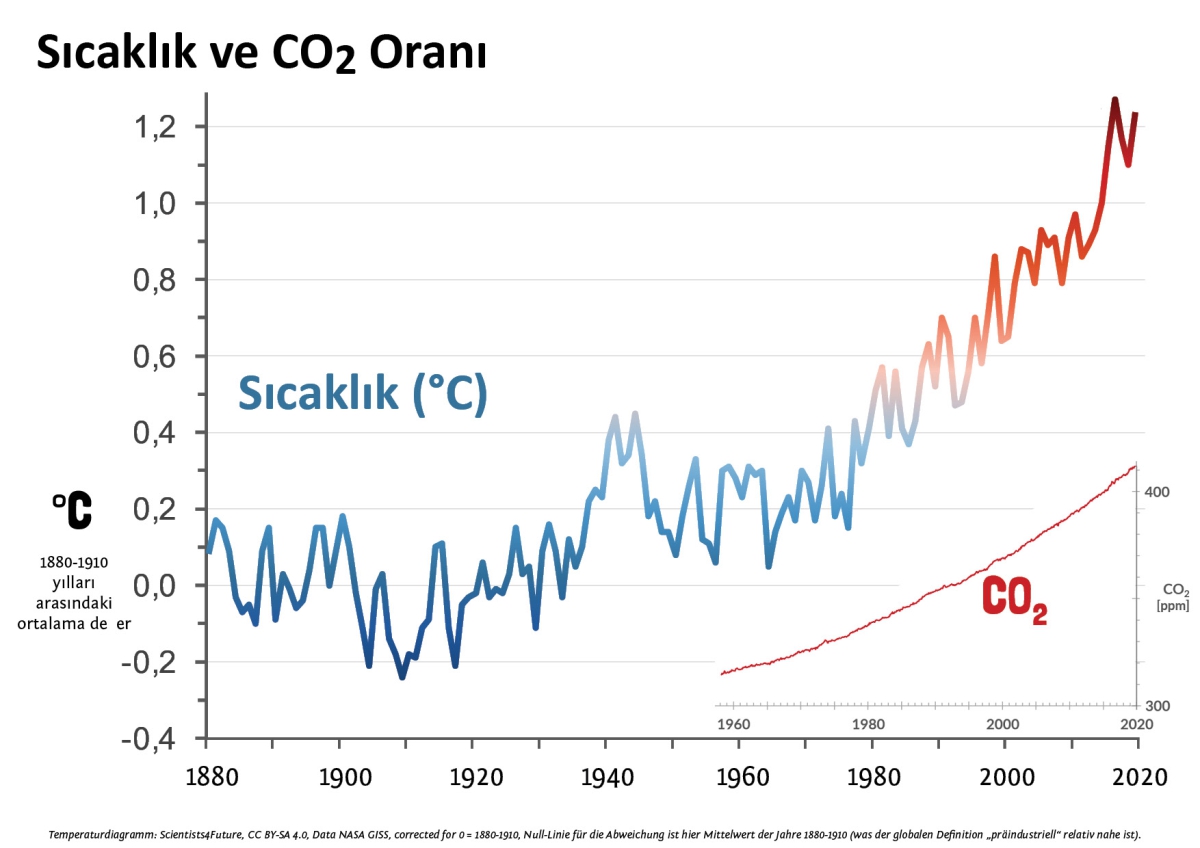 Sıcaklık ve CO2 Oranı
1,2
1,0
0,8
0,6
0,4
0,2
0,0
-0,2
-0,4
Sıcaklık (°C)
°C
1880-1910
yılları
arasındaki
ortalama de er
1880 1900 1920 1940 1960 1980 2000 2020
400
CO2
[ppm]
300
CO2
1960 1980 2000 2020
Temperaturdiagramm: Scientists4Future, CC BY-SA 4.0, Data NASA GISS, corrected for 0 = 1880-1910, Null-Linie für die Abweichung ist hier Mittelwert der Jahre 1880-1910 (was der globalen Definition „präindustriell" relativ nahe ist).